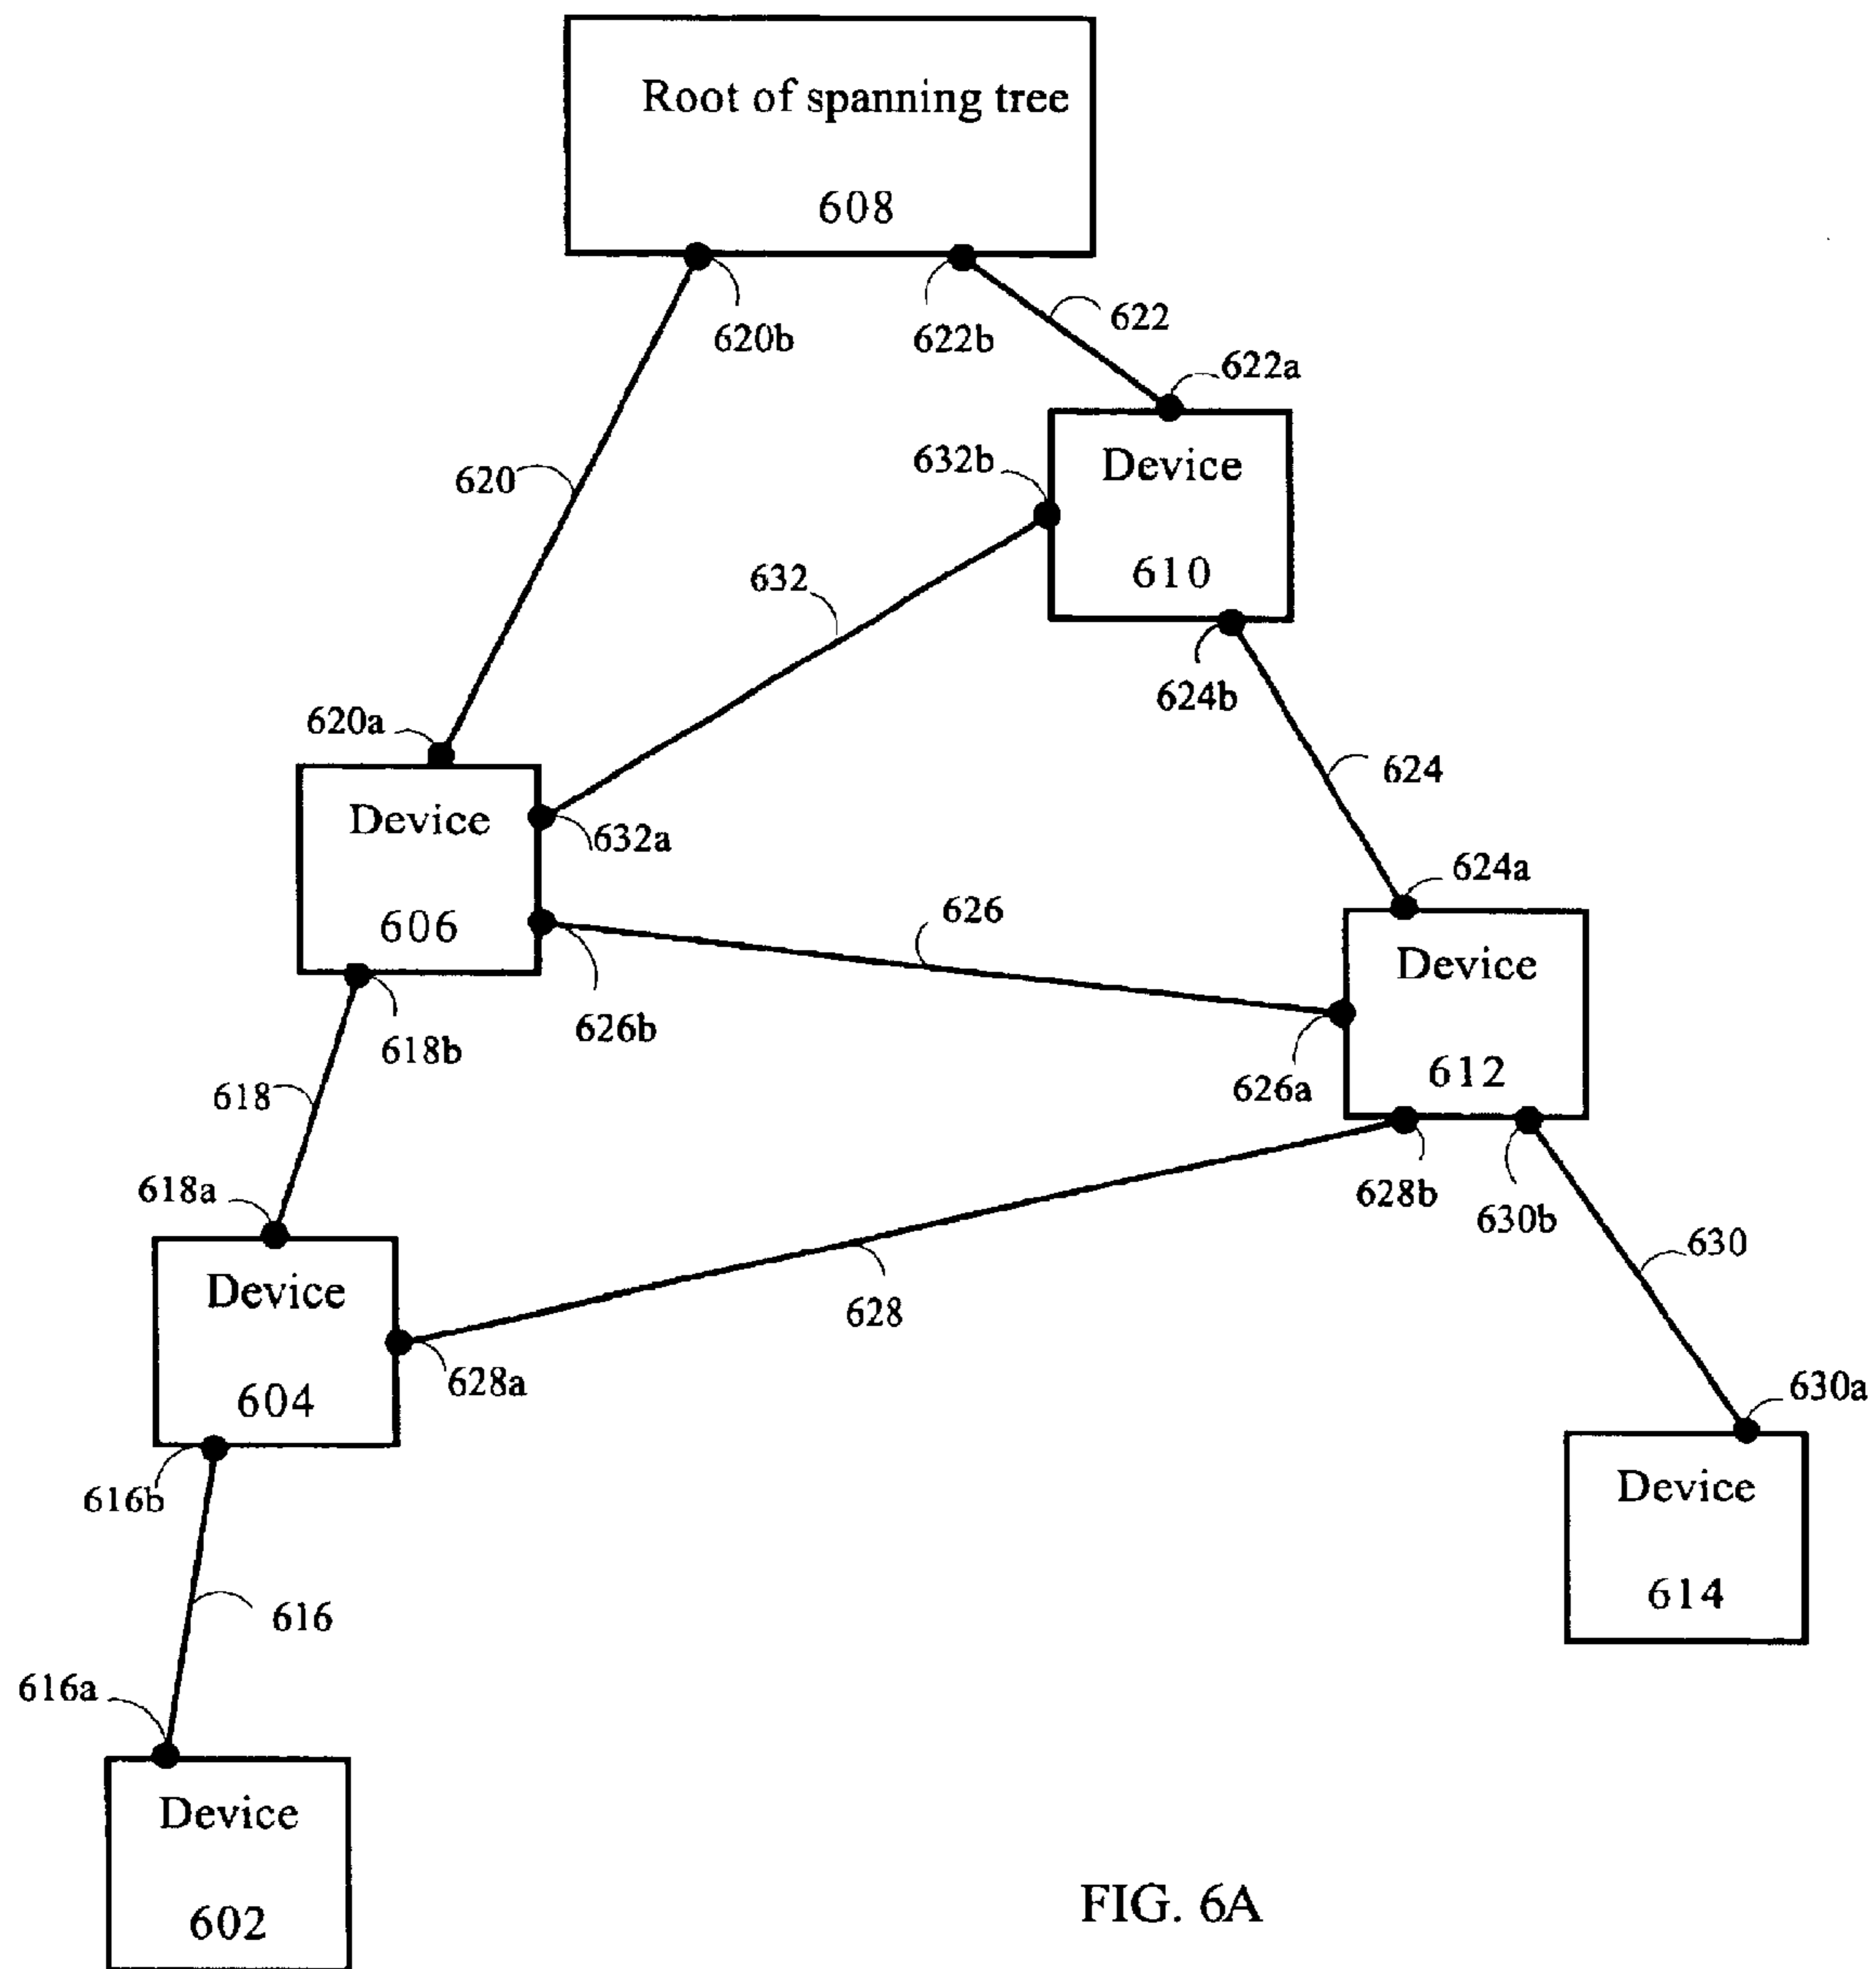 Root of spanning tree
608
620b
622b
622
622a
620
632b
Device
610
632
624b
620a
624
Device
606
632a
624a
626
Device
612
626b
618b
626a
618
618a
628b
630b
630
Device
604
628
628a
630a
616b
Device
614
616
616a
Device
602
FIG. 6A